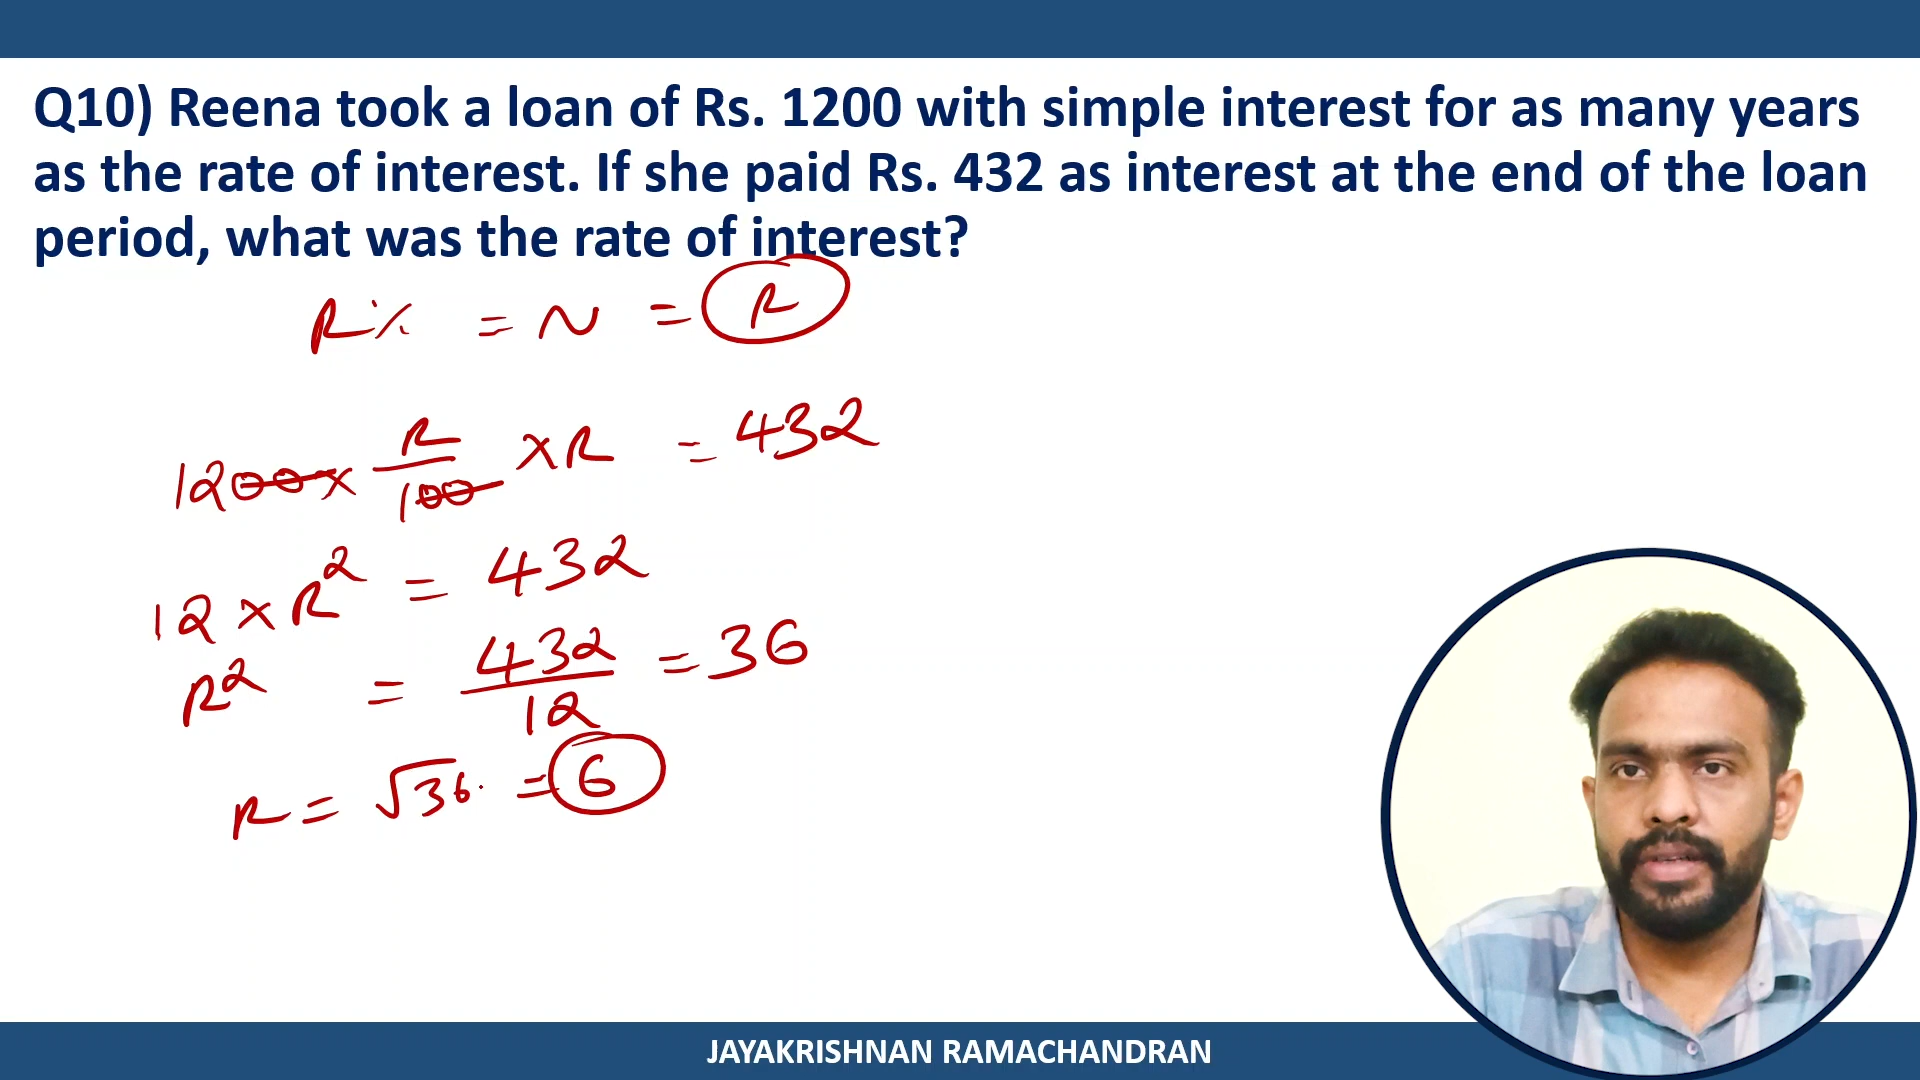 Q10) Reena took a loan of Rs. 1200 with simple interest for as many years
as the rate of interest. If she paid Rs. 432 as interest at the end of the loan
period, what was the rate of interest?
R% = N = R
1200 × R/100 × R = 432
12 × R² = 432
R² = 432/12 = 36
R = √36. = 6
JAYAKRISHNAN RAMACHANDRAN